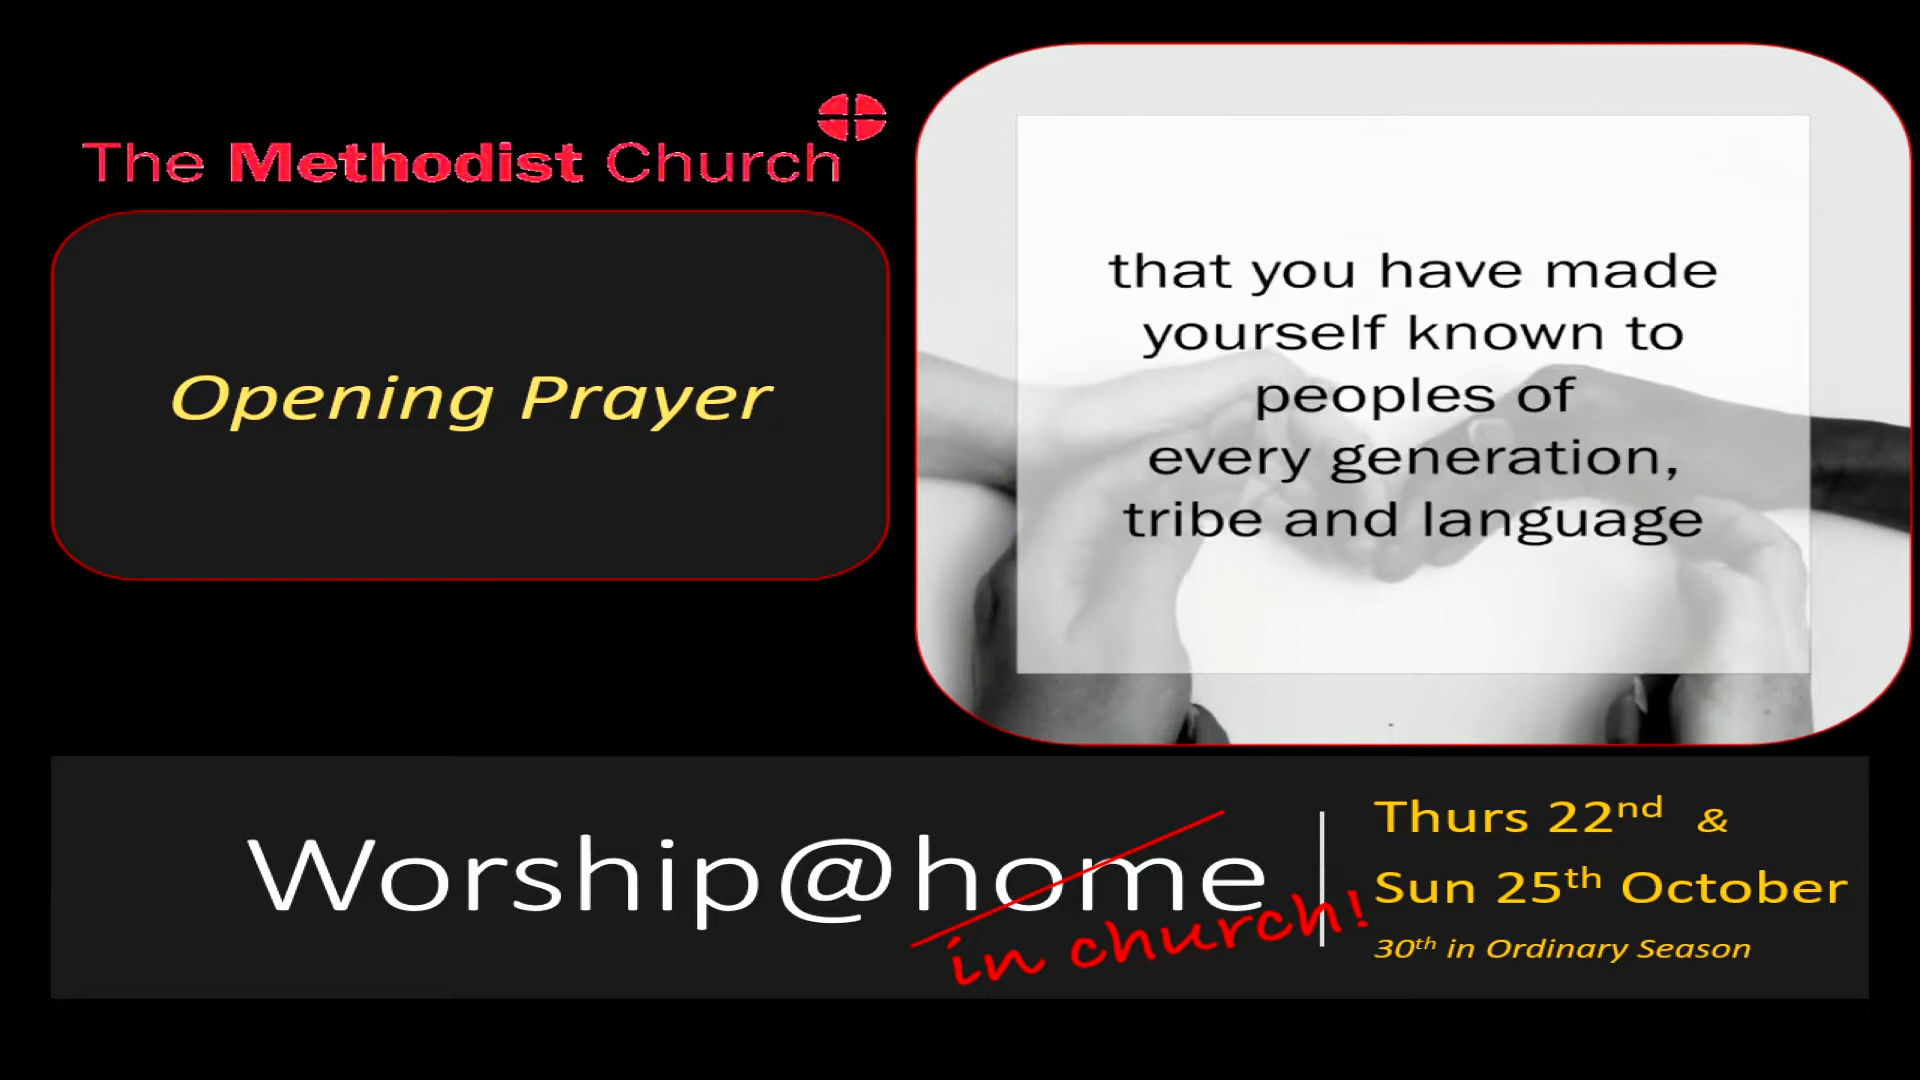 The Methodist Church
Opening Prayer
that you have made
yourself known to
peoples of
every generation,
tribe and language
Worship@home
in church!
Thurs 22nd &
Sun 25th October
30th in Ordinary Season